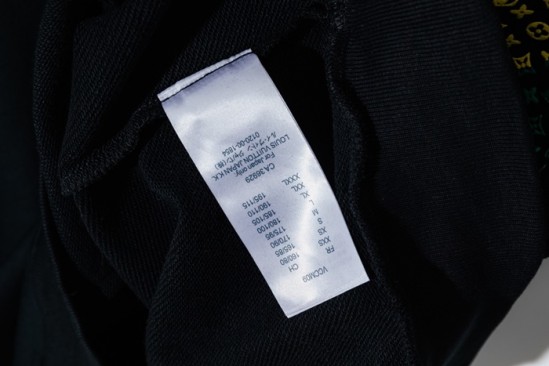 VCCM09
FR CH
XXS 160/80
XS 165/85
S 170/90
M 175/95
L 180/100
XL 185/105
XXL 190/110
XXXL 195/115
CA.36929
For Japan only
LOUIS VUITTON JAPAN K.K.
ルイ・ヴィトン ジャパン(株)
0120-00-1854